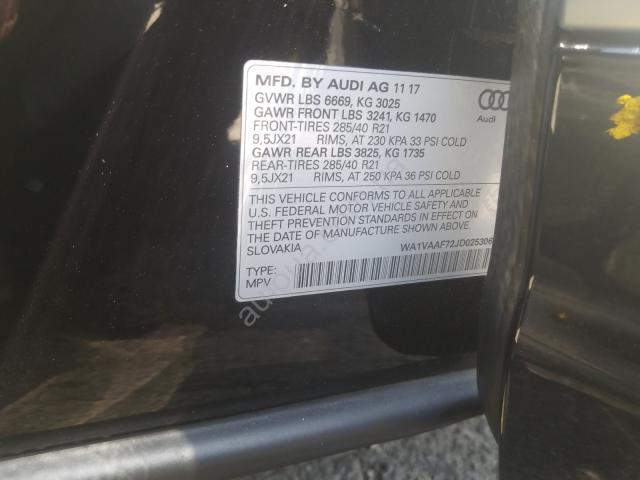 MFD. BY AUDI AG 11 17
GVWR LBS 6669, KG 3025
GAWR FRONT LBS 3241, KG 1470
FRONT-TIRES 285/40 R21
9,5JX21 RIMS, AT 230 KPA 33 PSI COLD
GAWR REAR LBS 3825, KG 1735
REAR-TIRES 285/40 R21
9,5JX21 RIMS, AT 250 KPA 36 PSI COLD
Audi
THIS VEHICLE CONFORMS TO ALL APPLICABLE
U.S. FEDERAL MOTOR VEHICLE SAFETY AND
THEFT PREVENTION STANDARDS IN EFFECT ON
THE DATE OF MANUFACTURE SHOWN ABOVE.
SLOVAKIA WA1VAAF72JD025306
TYPE:
MPV